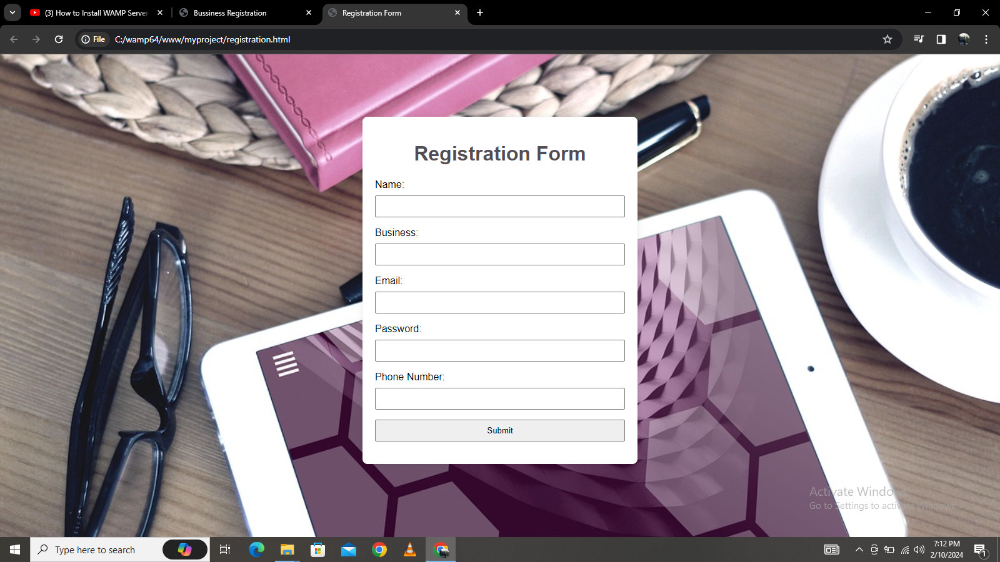 (3) How to Install WAMP Server
Bussiness Registration
Registration Form
File
C:/wamp64/www/myproject/registration.html
Registration Form
Name:
Business:
Email:
Password:
Phone Number:
Submit
Activate Windows
Go to Settings to activate Windows.
Type here to search
7:12 PM
2/10/2024
1